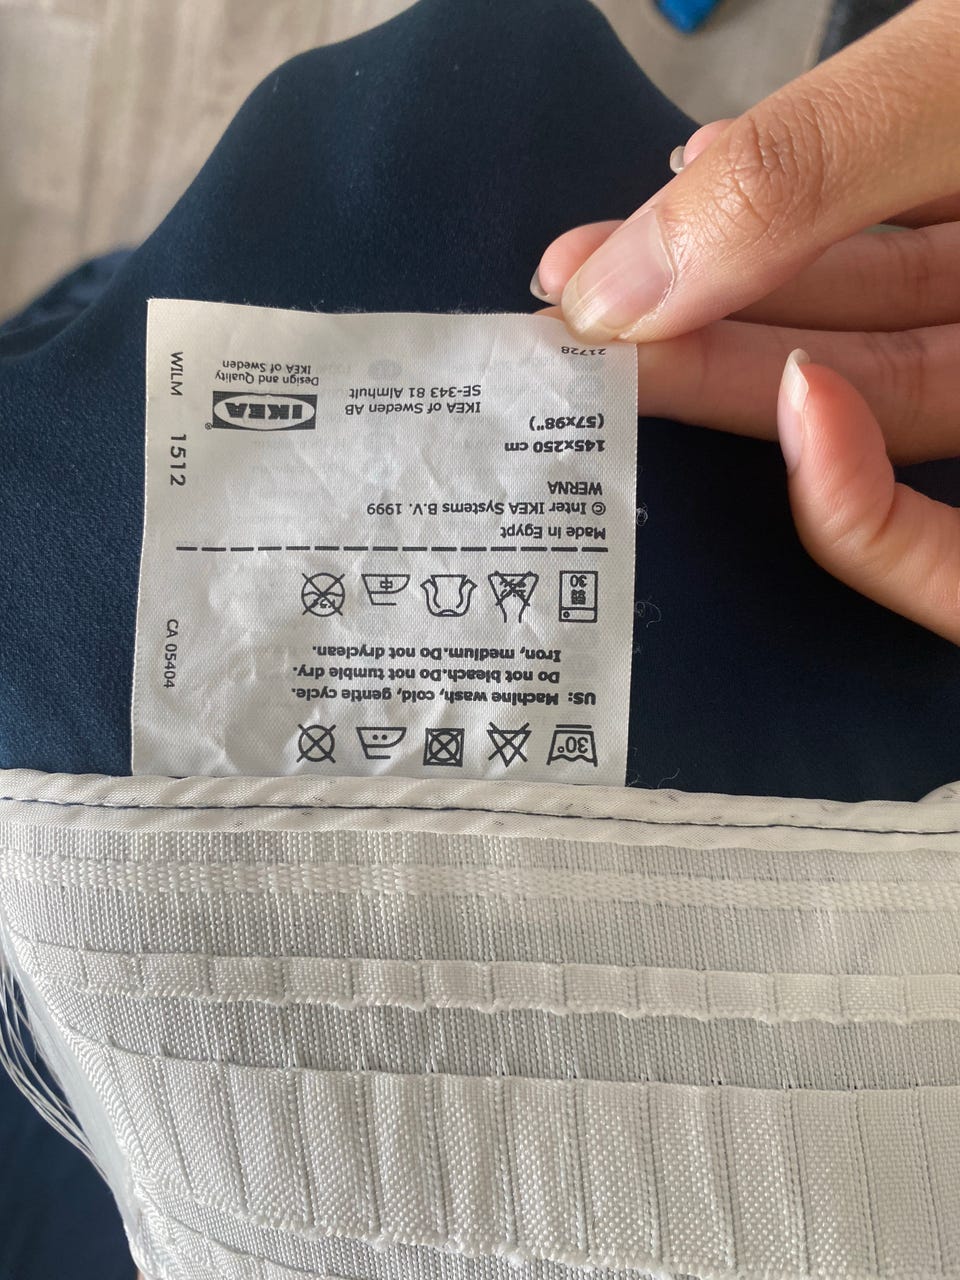 30°
US: Machine wash, cold, gentle cycle.
Do not bleach.Do not tumble dry.
Iron, medium.Do not dryclean.
30
Made in Egypt
© Inter IKEA Systems B.V. 1999
WERNA
145x250 cm
(57x98")
IKEA of Sweden AB
SE-343 81 Almhult
21728
IKEA®
Design and Quality
IKEA of Sweden
WILM 1512
CA 05404